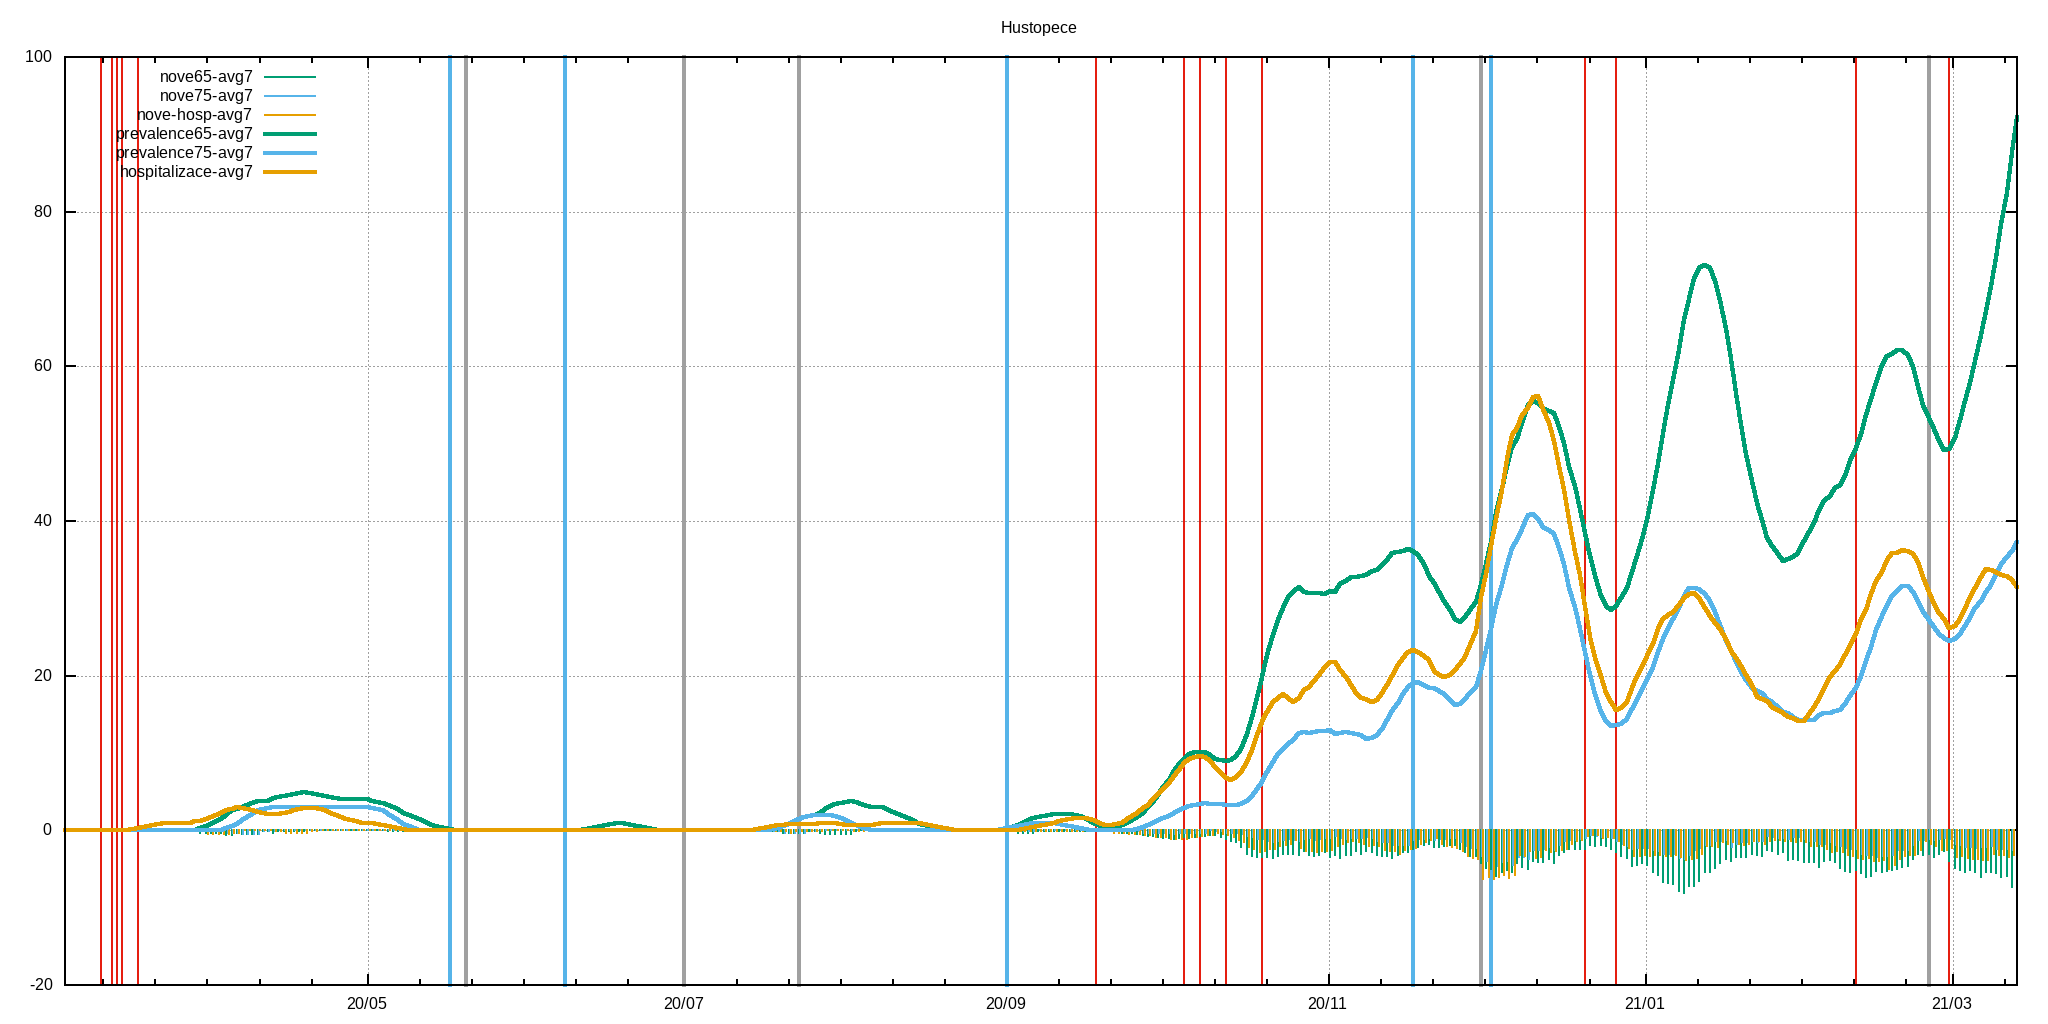 Hustopece
100
80
60
40
20
0
-20
nove65-avg7
nove75-avg7
nove-hosp-avg7
prevalence65-avg7
prevalence75-avg7
hospitalizace-avg7
20/05
20/07
20/09
20/11
21/01
21/03